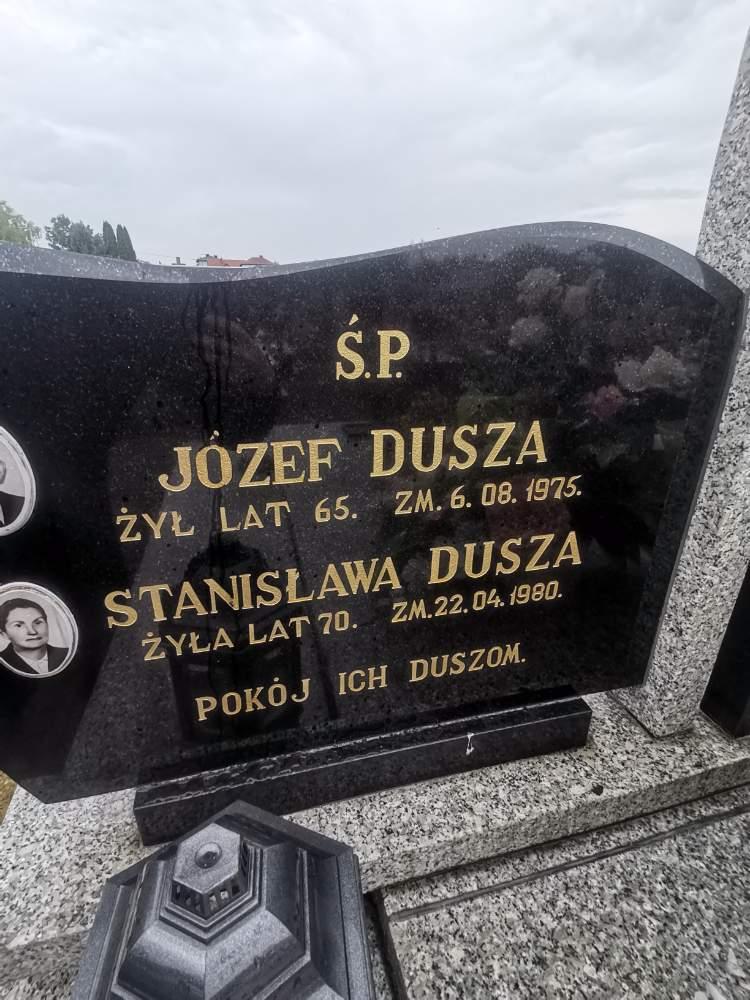 Ś.P.
JÓZEF DUSZA
ŻYŁ LAT 65. ZM. 6. 08. 1975.
STANISŁAWA DUSZA
ŻYŁA LAT 70. ZM. 22. 04. 1980.
POKÓJ ICH DUSZOM.